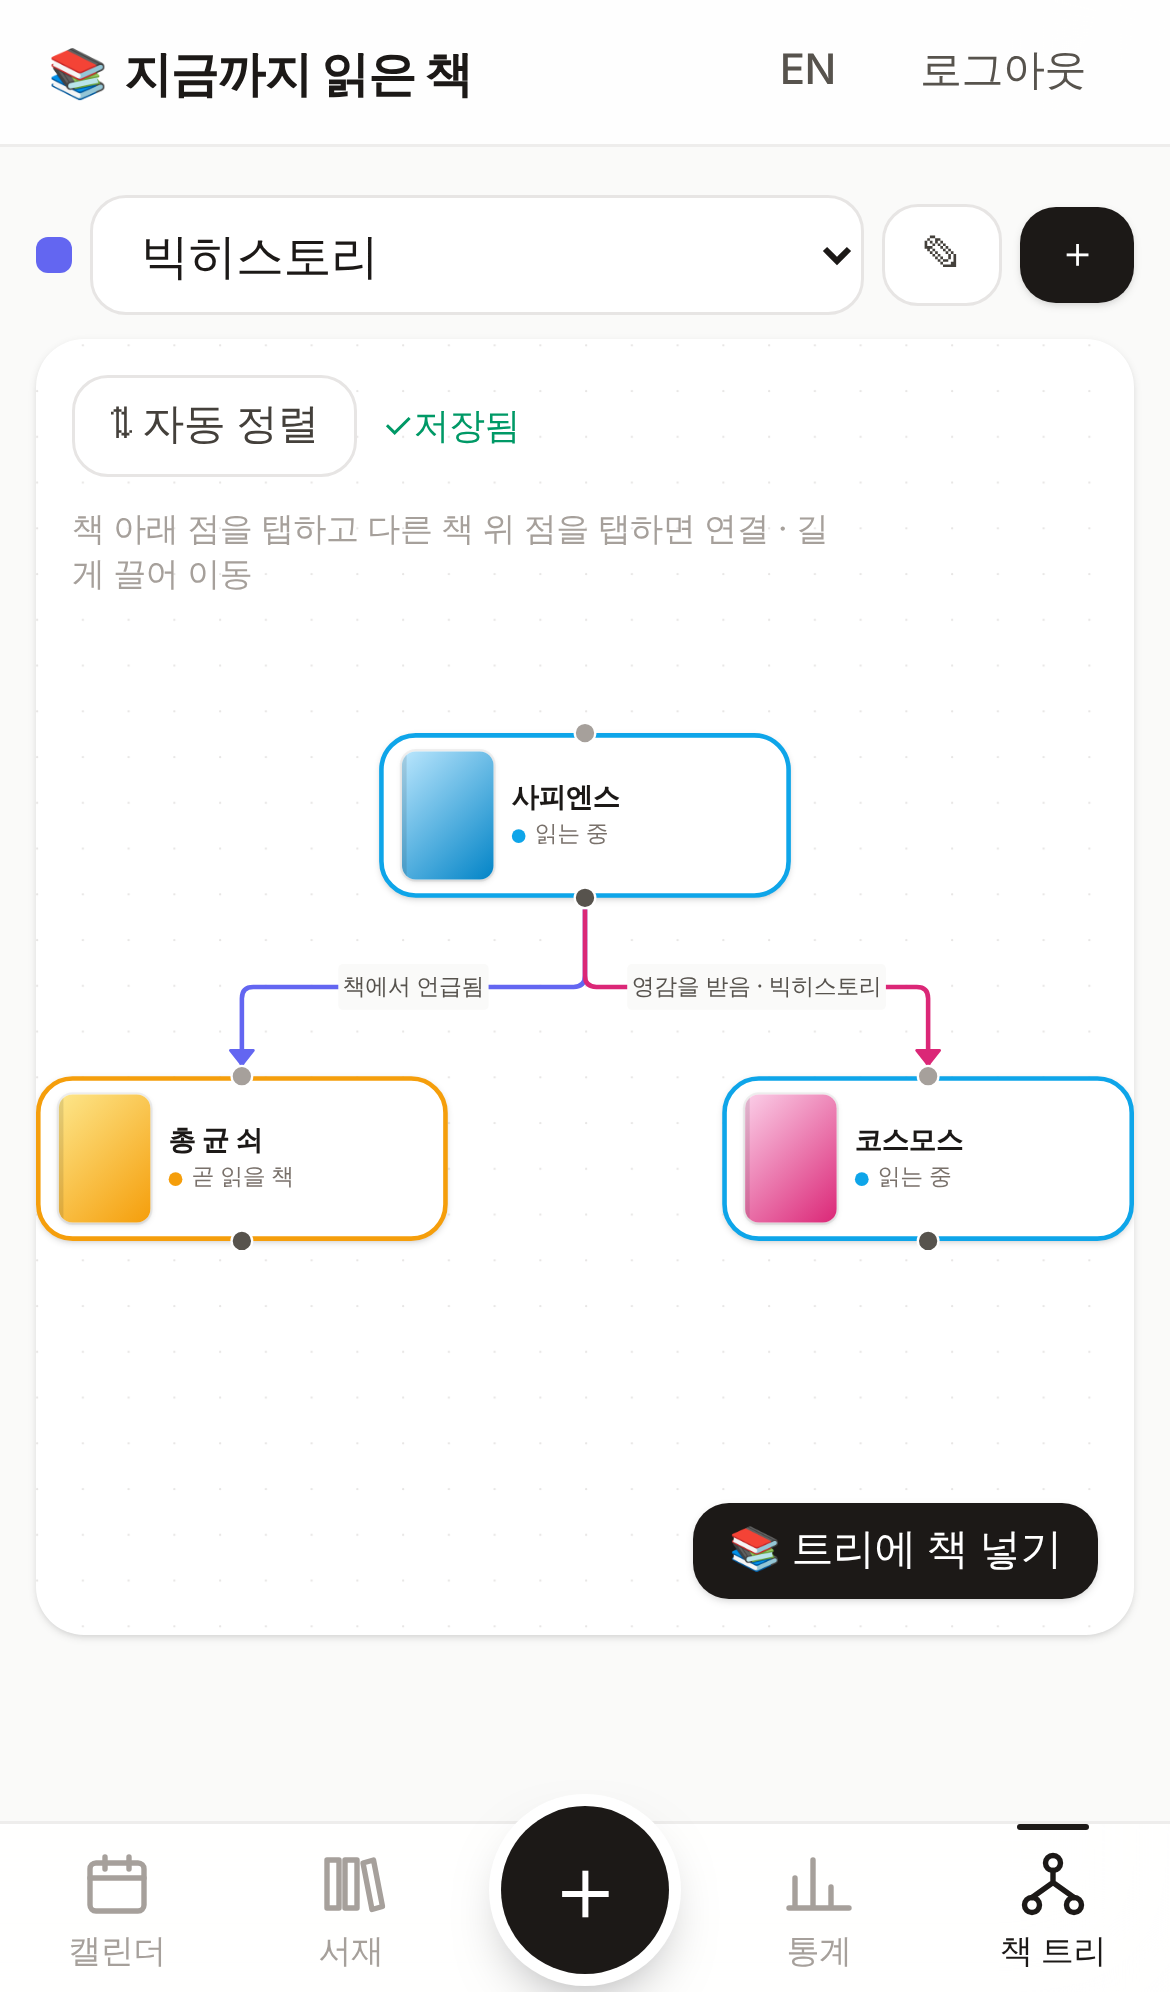 📚 지금까지 읽은 책
EN
로그아웃
빅히스토리
✎
+
⇅ 자동 정렬
✓저장됨
책 아래 점을 탭하고 다른 책 위 점을 탭하면 연결 · 길
게 끌어 이동
사피엔스
읽는 중
책에서 언급됨
영감을 받음 · 빅히스토리
총 균 쇠
곧 읽을 책
코스모스
읽는 중
📚 트리에 책 넣기
+
캘린더
서재
통계
책 트리